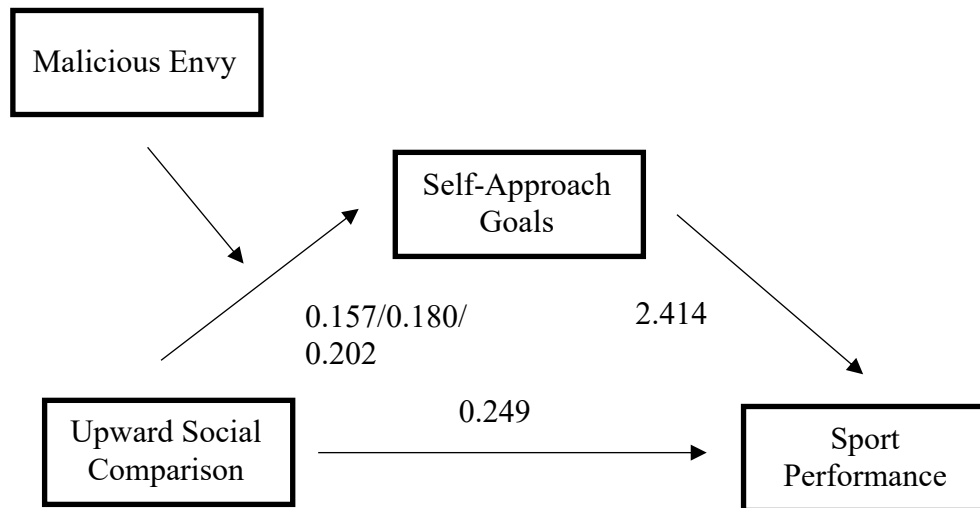 Malicious Envy
Self-Approach
Goals
0.157/0.180/
0.202
2.414
0.249
Upward Social
Comparison
Sport
Performance